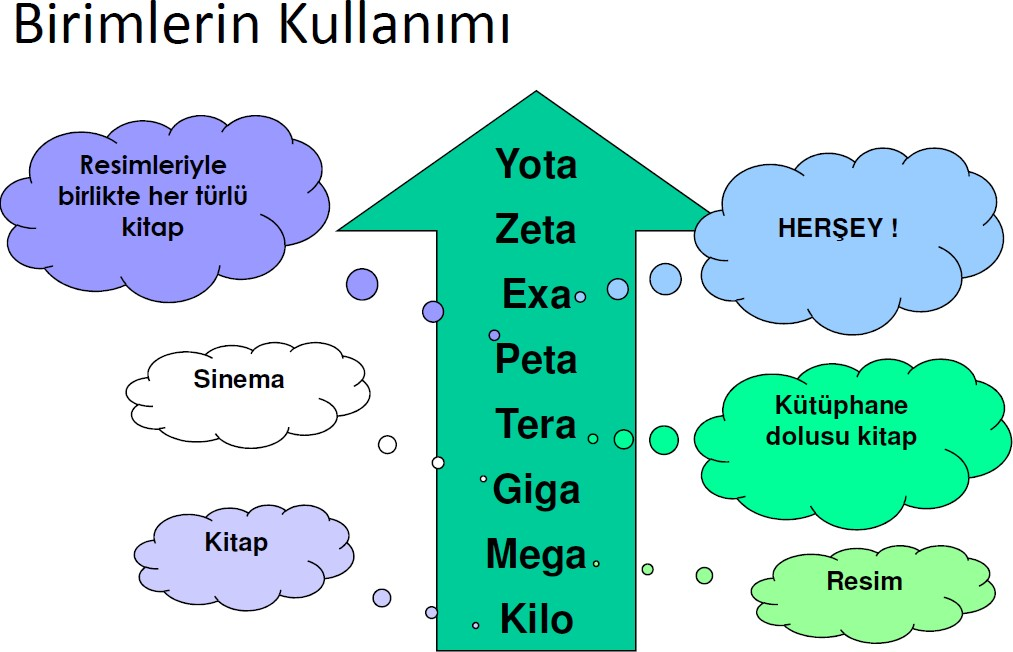 Birimlerin Kullanımı
Resimleriyle
birlikte her türlü
kitap
Sinema
Kitap
Yota
Zeta
Exa
Peta
Tera
Giga
Mega
Kilo
HERŞEY !
Kütüphane
dolusu kitap
Resim